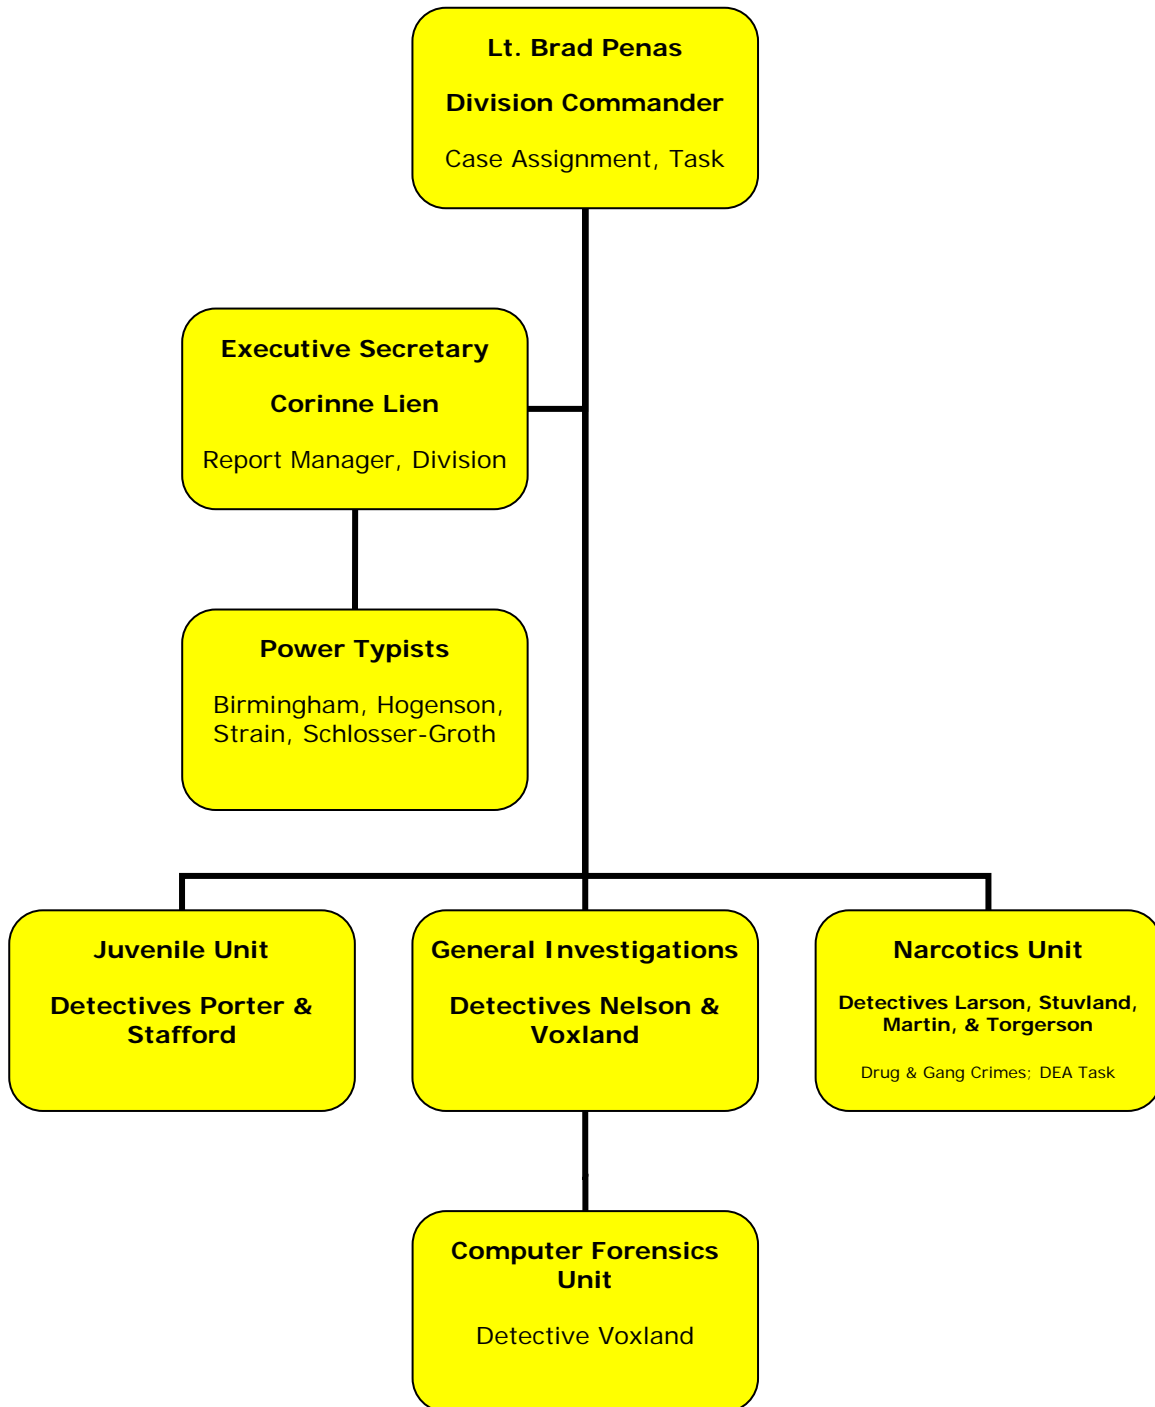 Lt. Brad Penas
Division Commander
Case Assignment, Task
Executive Secretary
Corinne Lien
Report Manager, Division
Power Typists
Birmingham, Hogenson,
Strain, Schlosser-Groth
Juvenile Unit
Detectives Porter &
Stafford
General Investigations
Detectives Nelson &
Voxland
Narcotics Unit
Detectives Larson, Stuvland,
Martin, & Torgerson
Drug & Gang Crimes; DEA Task
Computer Forensics
Unit
Detective Voxland